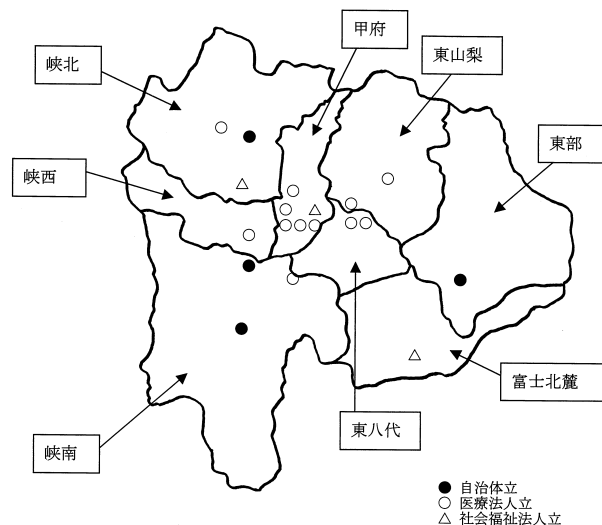 甲府
東山梨
峡北
東部
峡西
富士北麓
東八代
峡南
● 自治体立
○ 医療法人立
△ 社会福祉法人立